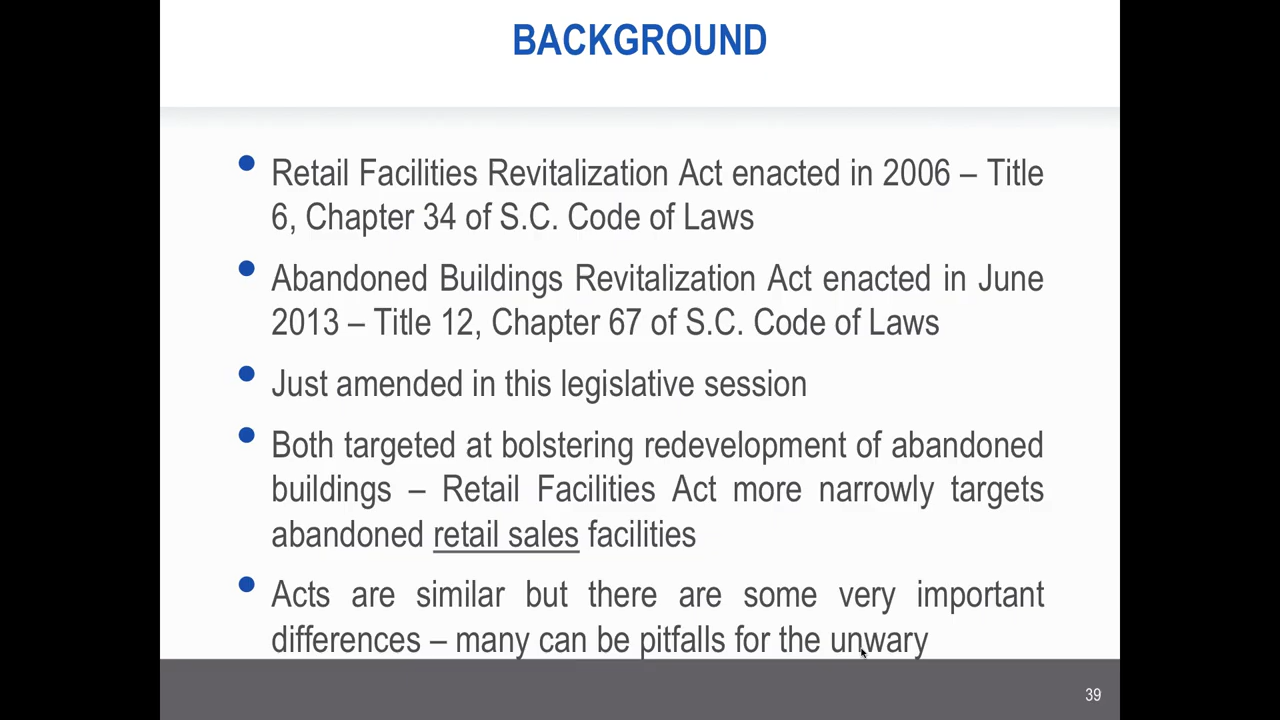 BACKGROUND
• Retail Facilities Revitalization Act enacted in 2006 – Title
6, Chapter 34 of S.C. Code of Laws
• Abandoned Buildings Revitalization Act enacted in June
2013 – Title 12, Chapter 67 of S.C. Code of Laws
• Just amended in this legislative session
• Both targeted at bolstering redevelopment of abandoned
buildings – Retail Facilities Act more narrowly targets
abandoned retail sales facilities
• Acts are similar but there are some very important
differences – many can be pitfalls for the unwary
39